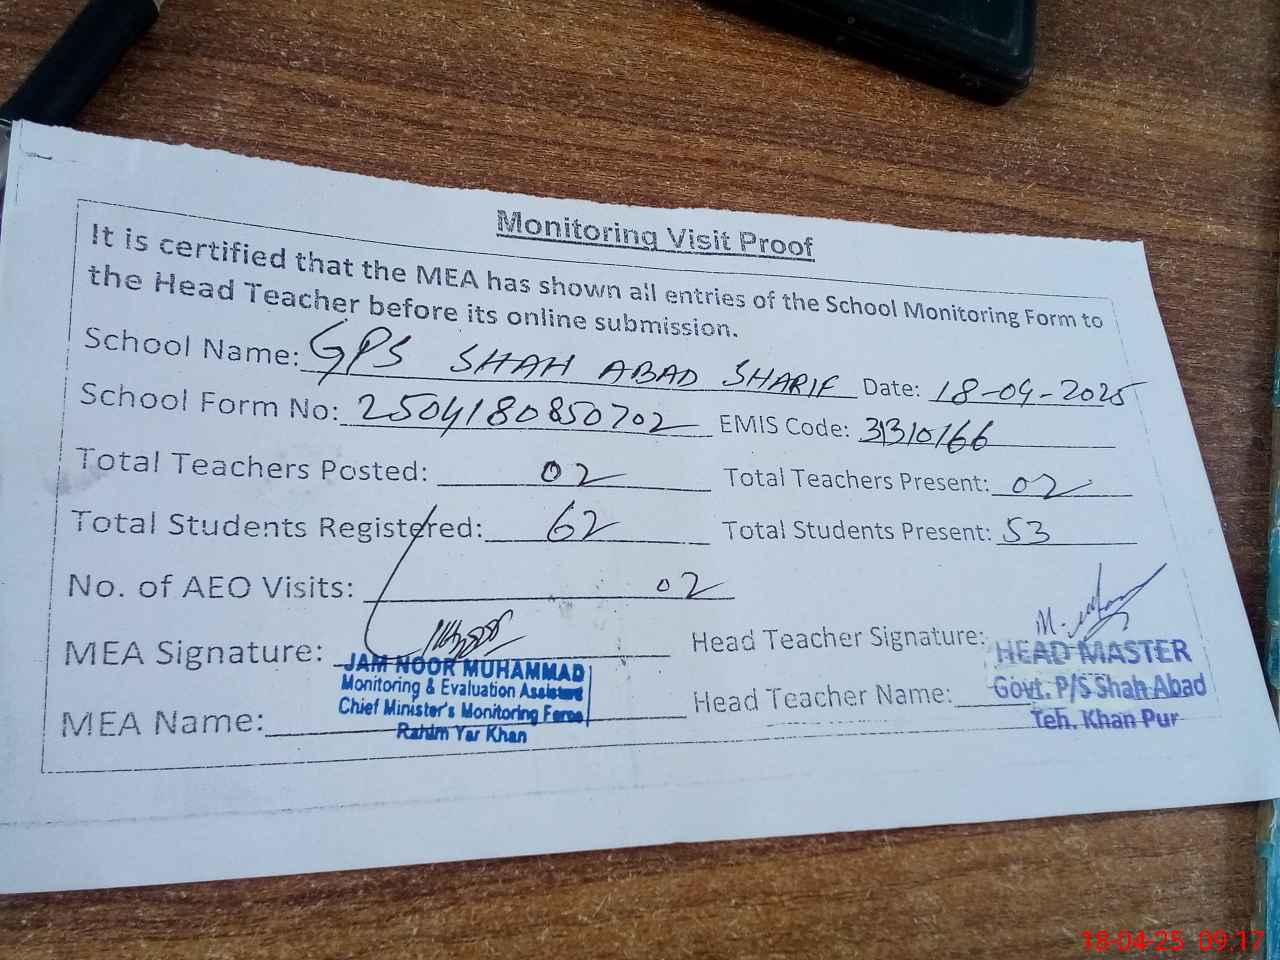 Monitoring Visit Proof
It is certified that the MEA has shown all entries of the School Monitoring Form to
the Head Teacher before its online submission.
School Name: GPS SHAH ABAD SHARIF Date: 18-04-2025
School Form No: 2504180850702 EMIS Code: 31310166
Total Teachers Posted: 02 Total Teachers Present: 02
Total Students Registered: 62 Total Students Present: 53
No. of AEO Visits: 02
MEA Signature: Head Teacher Signature:
JAM NOOR MUHAMMAD
Monitoring & Evaluation Assistant
Chief Minister's Monitoring Force
Rahim Yar Khan
HEAD MASTER
Govt. P/S Shah Abad
Teh. Khan Pur
MEA Name: Head Teacher Name:
18-04-25 09:17